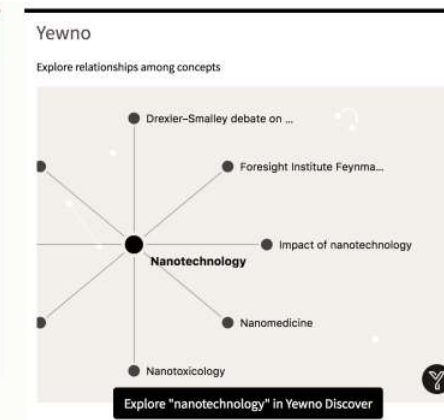 Yewno
Explore relationships among concepts
Drexler–Smalley debate on ...
Foresight Institute Feynma...
Impact of nanotechnology
Nanotechnology
Nanomedicine
Nanotoxicology
Explore "nanotechnology" in Yewno Discover